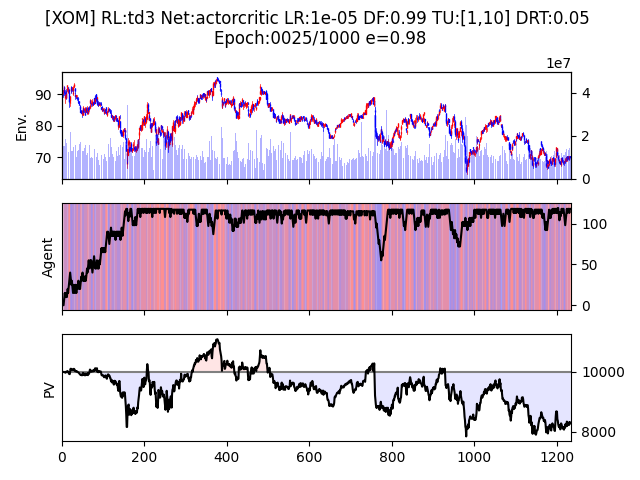 [XOM] RL:td3 Net:actorcritic LR:1e-05 DF:0.99 TU:[1,10] DRT:0.05
Epoch:0025/1000 e=0.98
1e7
Env.
90
80
70
4
2
0
Agent
100
50
0
PV
10000
8000
0 200 400 600 800 1000 1200